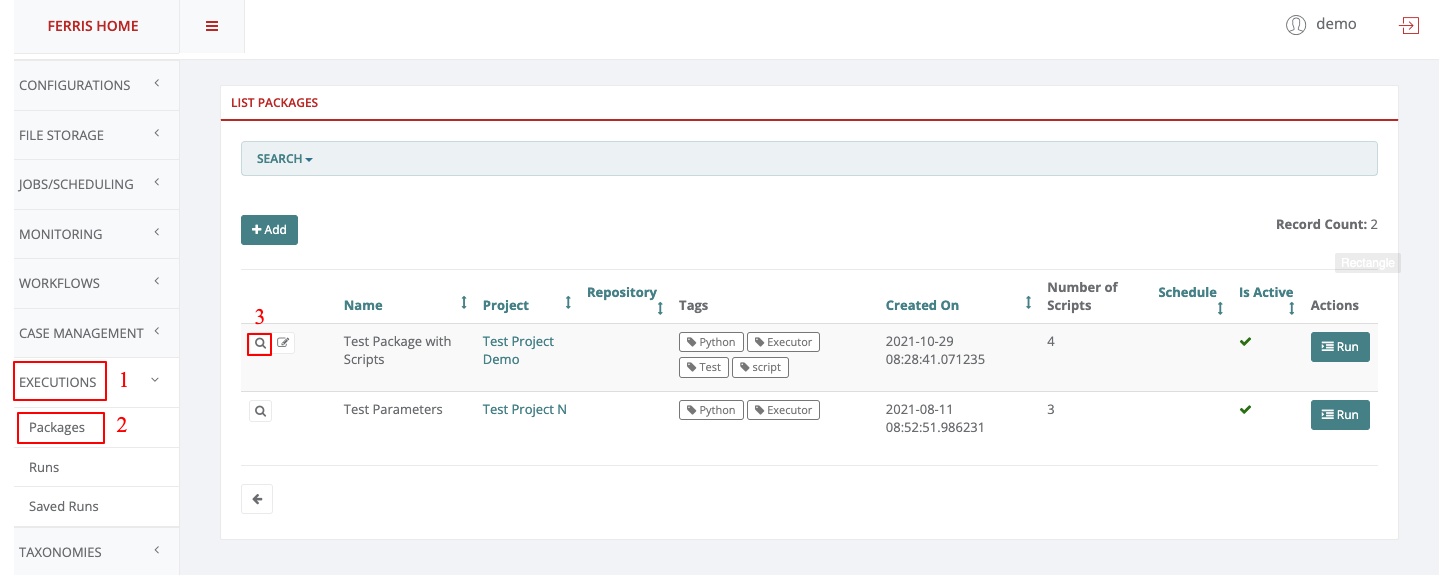 FERRIS HOME
demo
CONFIGURATIONS
FILE STORAGE
JOBS/SCHEDULING
MONITORING
WORKFLOWS
CASE MANAGEMENT
EXECUTIONS 1
Packages 2
Runs
Saved Runs
TAXONOMIES
LIST PACKAGES
SEARCH
Add
Record Count: 2
Rectangle
Name Project Repository Tags Created On Number of Scripts Schedule Is Active Actions
3
Test Package with Test Project Python Executor 2021-10-29 4 Run
Scripts Demo Test script 08:28:41.071235
Test Parameters Test Project N Python Executor 2021-08-11 3 Run
08:52:51.986231